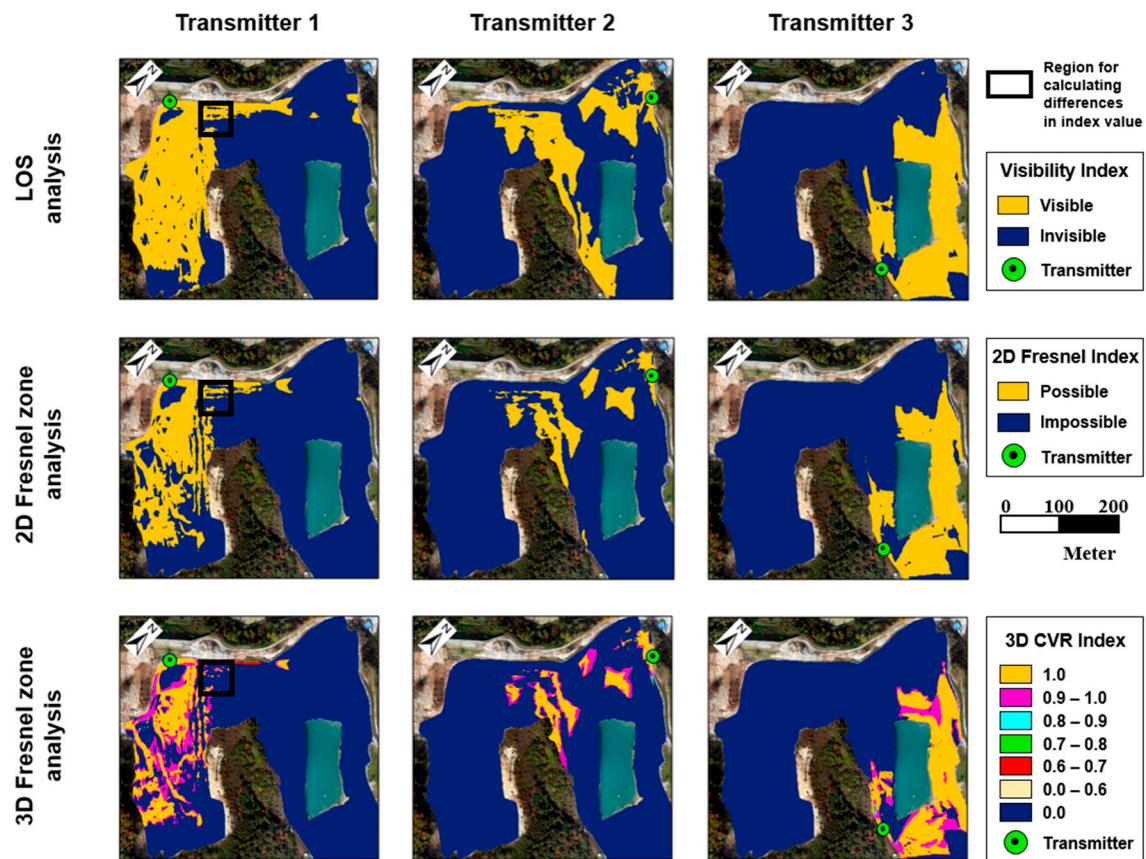 Transmitter 1
Transmitter 2
Transmitter 3
LOS
analysis
2D Fresnel zone
analysis
3D Fresnel zone
analysis
N
N
N
N
N
N
N
N
N
Region for
calculating
differences
in index value
Visibility Index
Visible
Invisible
Transmitter
2D Fresnel Index
Possible
Impossible
Transmitter
0 100 200
Meter
3D CVR Index
1.0
0.9 – 1.0
0.8 – 0.9
0.7 – 0.8
0.6 – 0.7
0.0 – 0.6
0.0
Transmitter